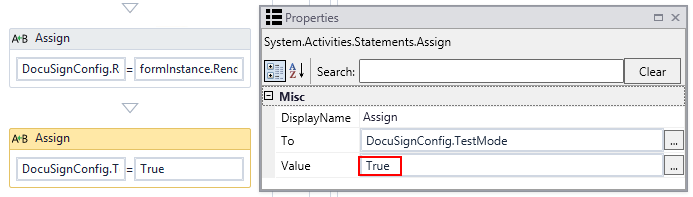 A+B Assign
DocuSignConfig.R = formInstance.Renc
A+B Assign
DocuSignConfig.T = True
Properties
System.Activities.Statements.Assign
A Z Search: Clear
Misc
DisplayName Assign
To DocuSignConfig.TestMode ...
Value True ...